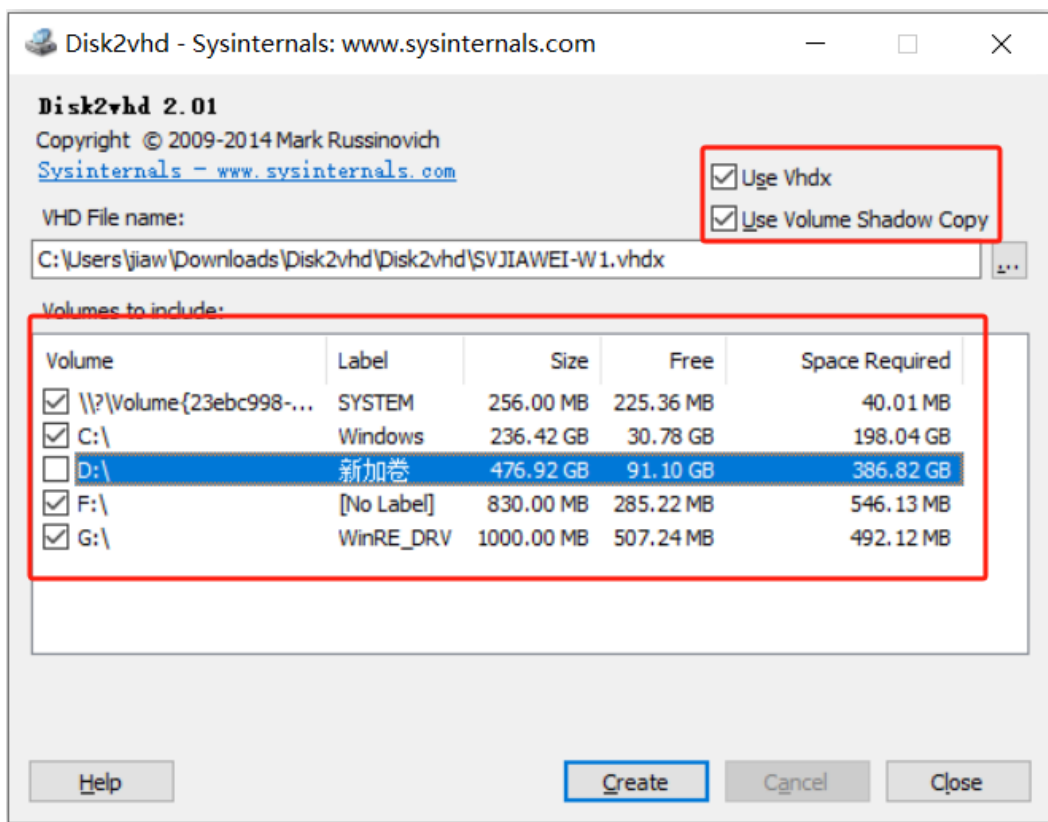 Disk2vhd - Sysinternals: www.sysinternals.com
Disk2vhd 2.01
Copyright © 2009-2014 Mark Russinovich
Sysinternals - www.sysinternals.com
Use Vhdx
VHD File name:
Use Volume Shadow Copy
C:\Users\jiaw\Downloads\Disk2vhd\Disk2vhd\SVJIAWEI-W1.vhdx
...
Volumes to include:
Volume Label Size Free Space Required
\\?\Volume{23ebc998-... SYSTEM 256.00 MB 225.36 MB 40.01 MB
C:\ Windows 236.42 GB 30.78 GB 198.04 GB
D:\ 新加卷 476.92 GB 91.10 GB 386.82 GB
F:\ [No Label] 830.00 MB 285.22 MB 546.13 MB
G:\ WinRE_DRV 1000.00 MB 507.24 MB 492.12 MB
Help Create Cancel Close